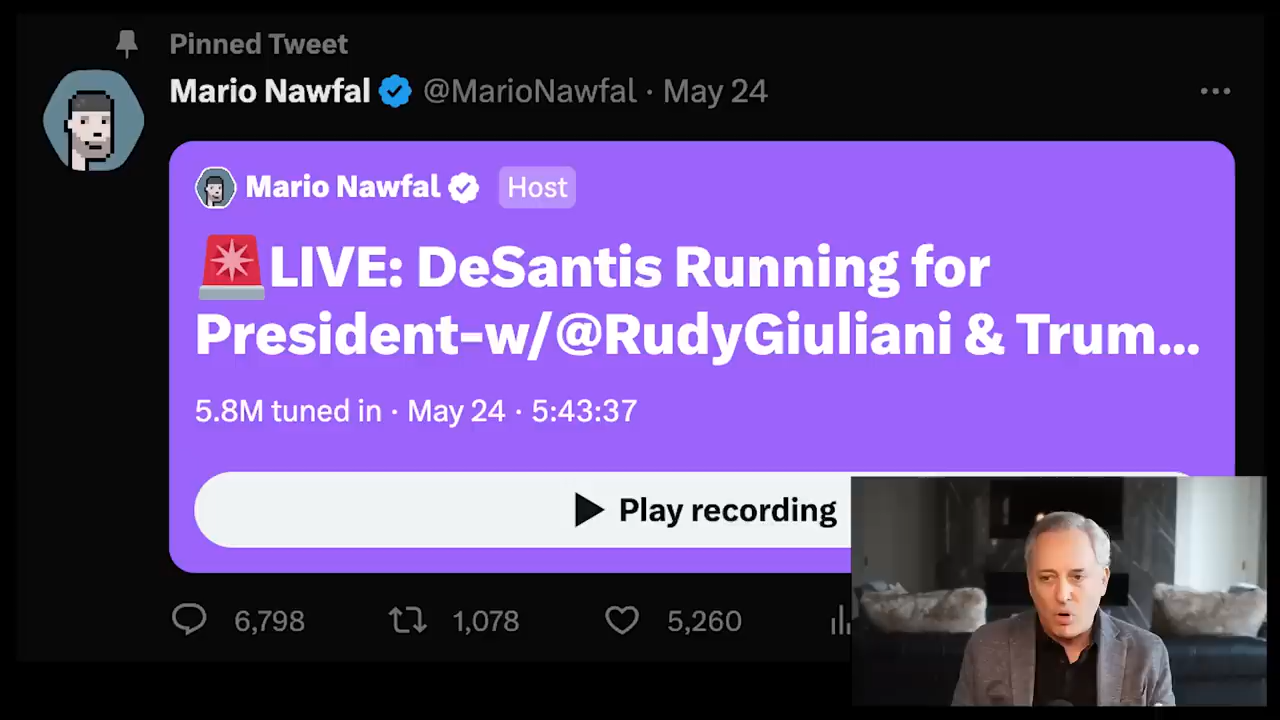 Pinned Tweet
Mario Nawfal @MarioNawfal · May 24
Mario Nawfal Host
🚨LIVE: DeSantis Running for
President-w/@RudyGiuliani & Trum...
5.8M tuned in · May 24 · 5:43:37
Play recording
6,798 1,078 5,260